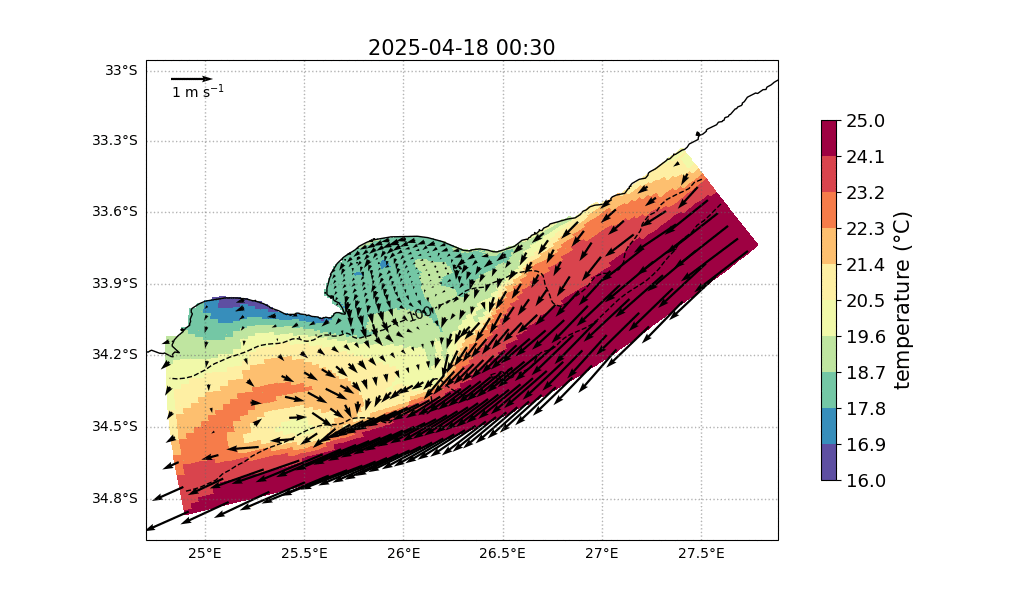 2025-04-18 00:30
1 m s⁻¹
33°S
33.3°S
33.6°S
33.9°S
34.2°S
34.5°S
34.8°S
25°E
25.5°E
26°E
26.5°E
27°E
27.5°E
100
25.0
24.1
23.2
22.3
21.4
20.5
19.6
18.7
17.8
16.9
16.0
temperature (°C)